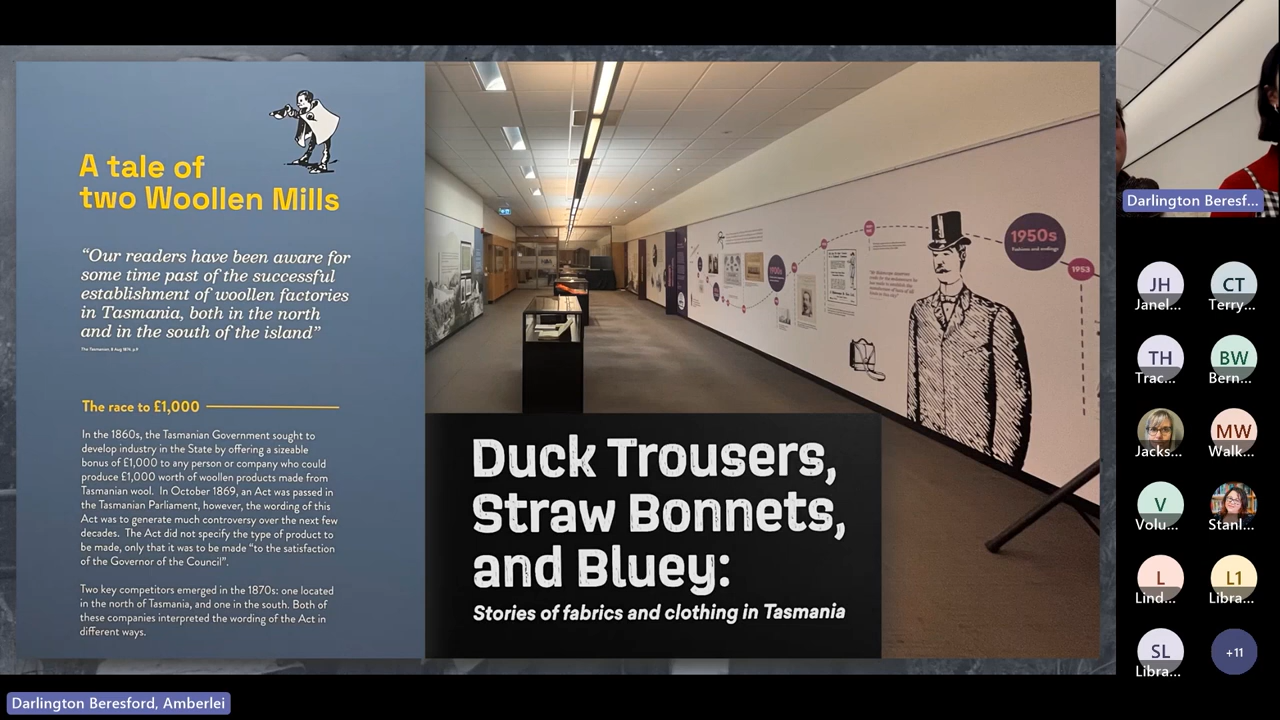 A tale of
two Woollen Mills
“Our readers have been aware for
some time past of the successful
establishment of woollen factories
in Tasmania, both in the north
and in the south of the island”
The race to £1,000
In the 1860s, the Tasmanian Government sought to
develop industry in the State by offering a sizeable
bonus of £1,000 to any person or company who could
produce £1,000 worth of woollen products made from
Tasmanian wool. In October 1869, an Act was passed in
the Tasmanian Parliament, however, the wording of this
Act was to generate much controversy over the next few
decades. The Act did not specify the type of product to
be made, only that it was to be made “to the satisfaction
of the Governor of the Council”.
Two key competitors emerged in the 1870s: one located
in the north of Tasmania, and one in the south. Both of
these companies interpreted the wording of the Act in
different ways.
1950s
1953
1900s
Duck Trousers,
Straw Bonnets,
and Bluey:
Stories of fabrics and clothing in Tasmania
Darlington Beresf...
JH
Janel...
CT
Terry...
TH
Trac...
BW
Bern...
Jacks...
MW
Walk...
V
Volu...
Stanl...
L
Lind...
L1
Libra...
SL
Libra...
+11
Darlington Beresford, Amberlei